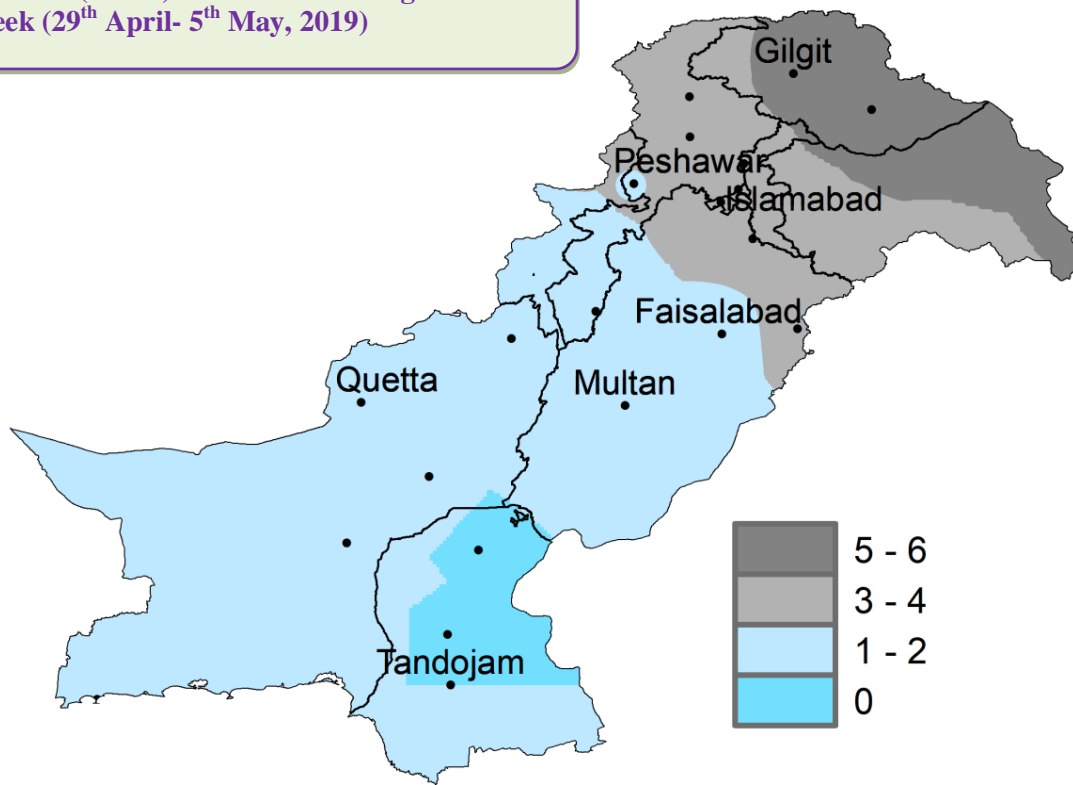 eek (29th April- 5th May, 2019)
Gilgit
Peshawar
Islamabad
Faisalabad
Quetta
Multan
Tandojam
5 - 6
3 - 4
1 - 2
0